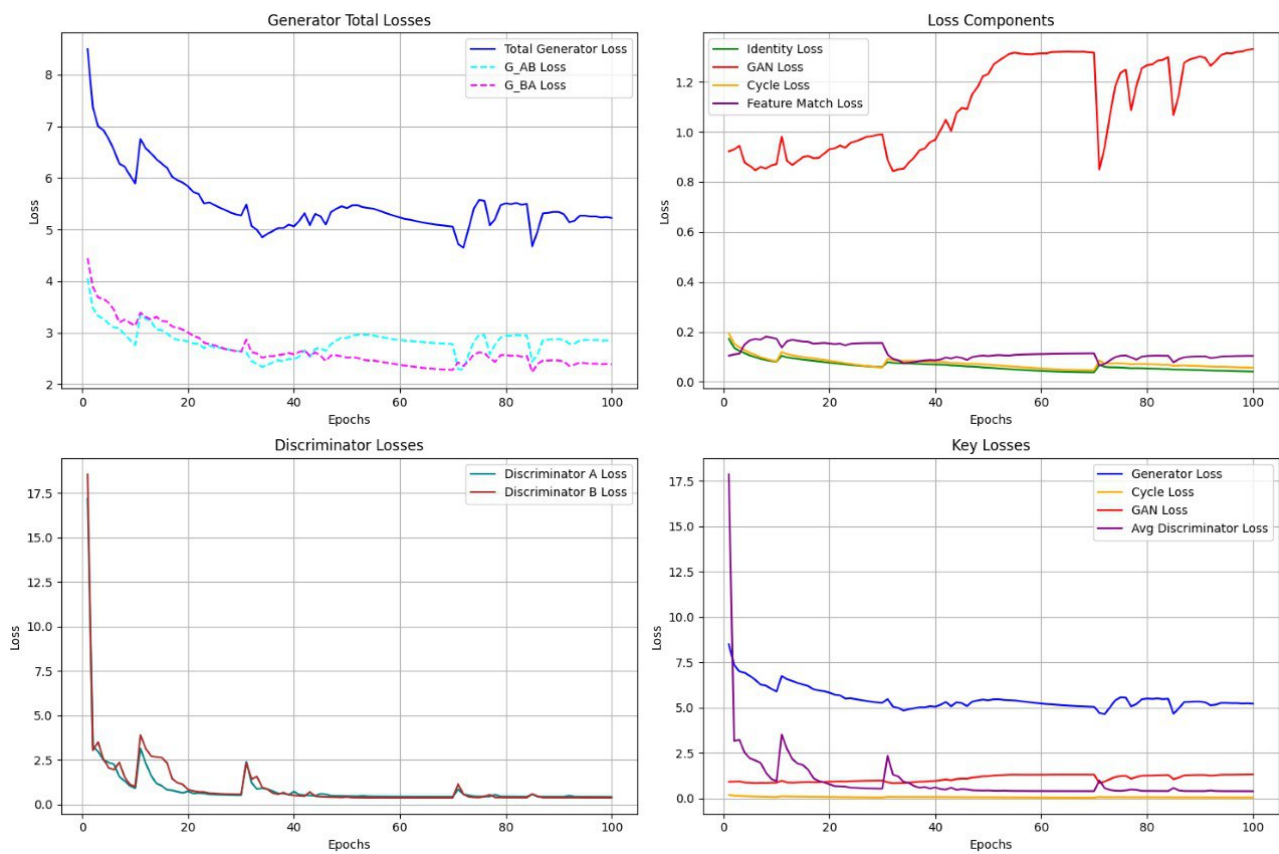 Generator Total Losses
Total Generator Loss
G_AB Loss
G_BA Loss
8
7
6
5
4
3
2
Loss
0
20
40
60
80
100
Epochs
Loss Components
Identity Loss
GAN Loss
Cycle Loss
Feature Match Loss
1.2
1.0
0.8
0.6
0.4
0.2
0.0
Loss
0
20
40
60
80
100
Epochs
Discriminator Losses
Discriminator A Loss
Discriminator B Loss
17.5
15.0
12.5
10.0
7.5
5.0
2.5
0.0
Loss
0
20
40
60
80
100
Epochs
Key Losses
Generator Loss
Cycle Loss
GAN Loss
Avg Discriminator Loss
17.5
15.0
12.5
10.0
7.5
5.0
2.5
0.0
Loss
0
20
40
60
80
100
Epochs